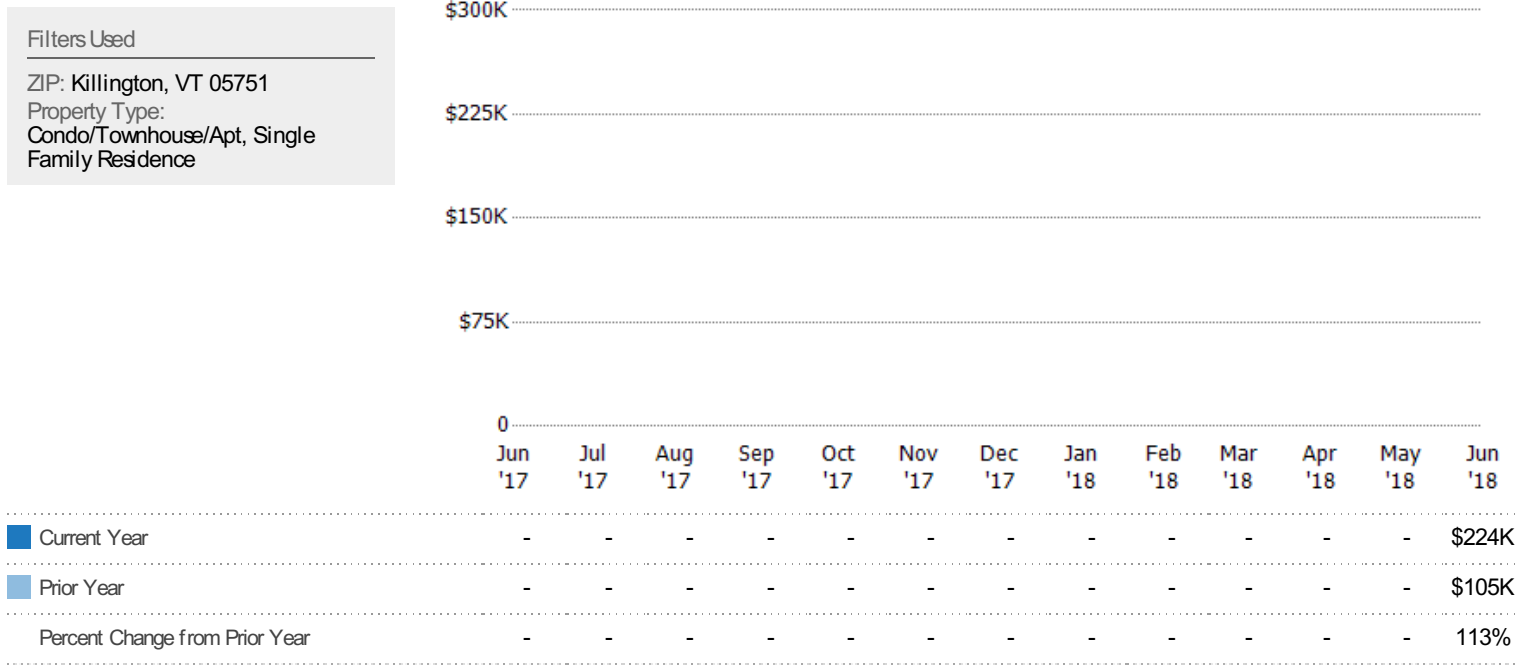 Filters Used
ZIP: Killington, VT 05751
Property Type:
Condo/Townhouse/Apt, Single
Family Residence
$300K
$225K
$150K
$75K
0
Jun Jul Aug Sep Oct Nov Dec Jan Feb Mar Apr May Jun
'17 '17 '17 '17 '17 '17 '17 '18 '18 '18 '18 '18 '18
Current Year - - - - - - - - - - - - $224K
Prior Year - - - - - - - - - - - - $105K
Percent Change from Prior Year - - - - - - - - - - - - 113%